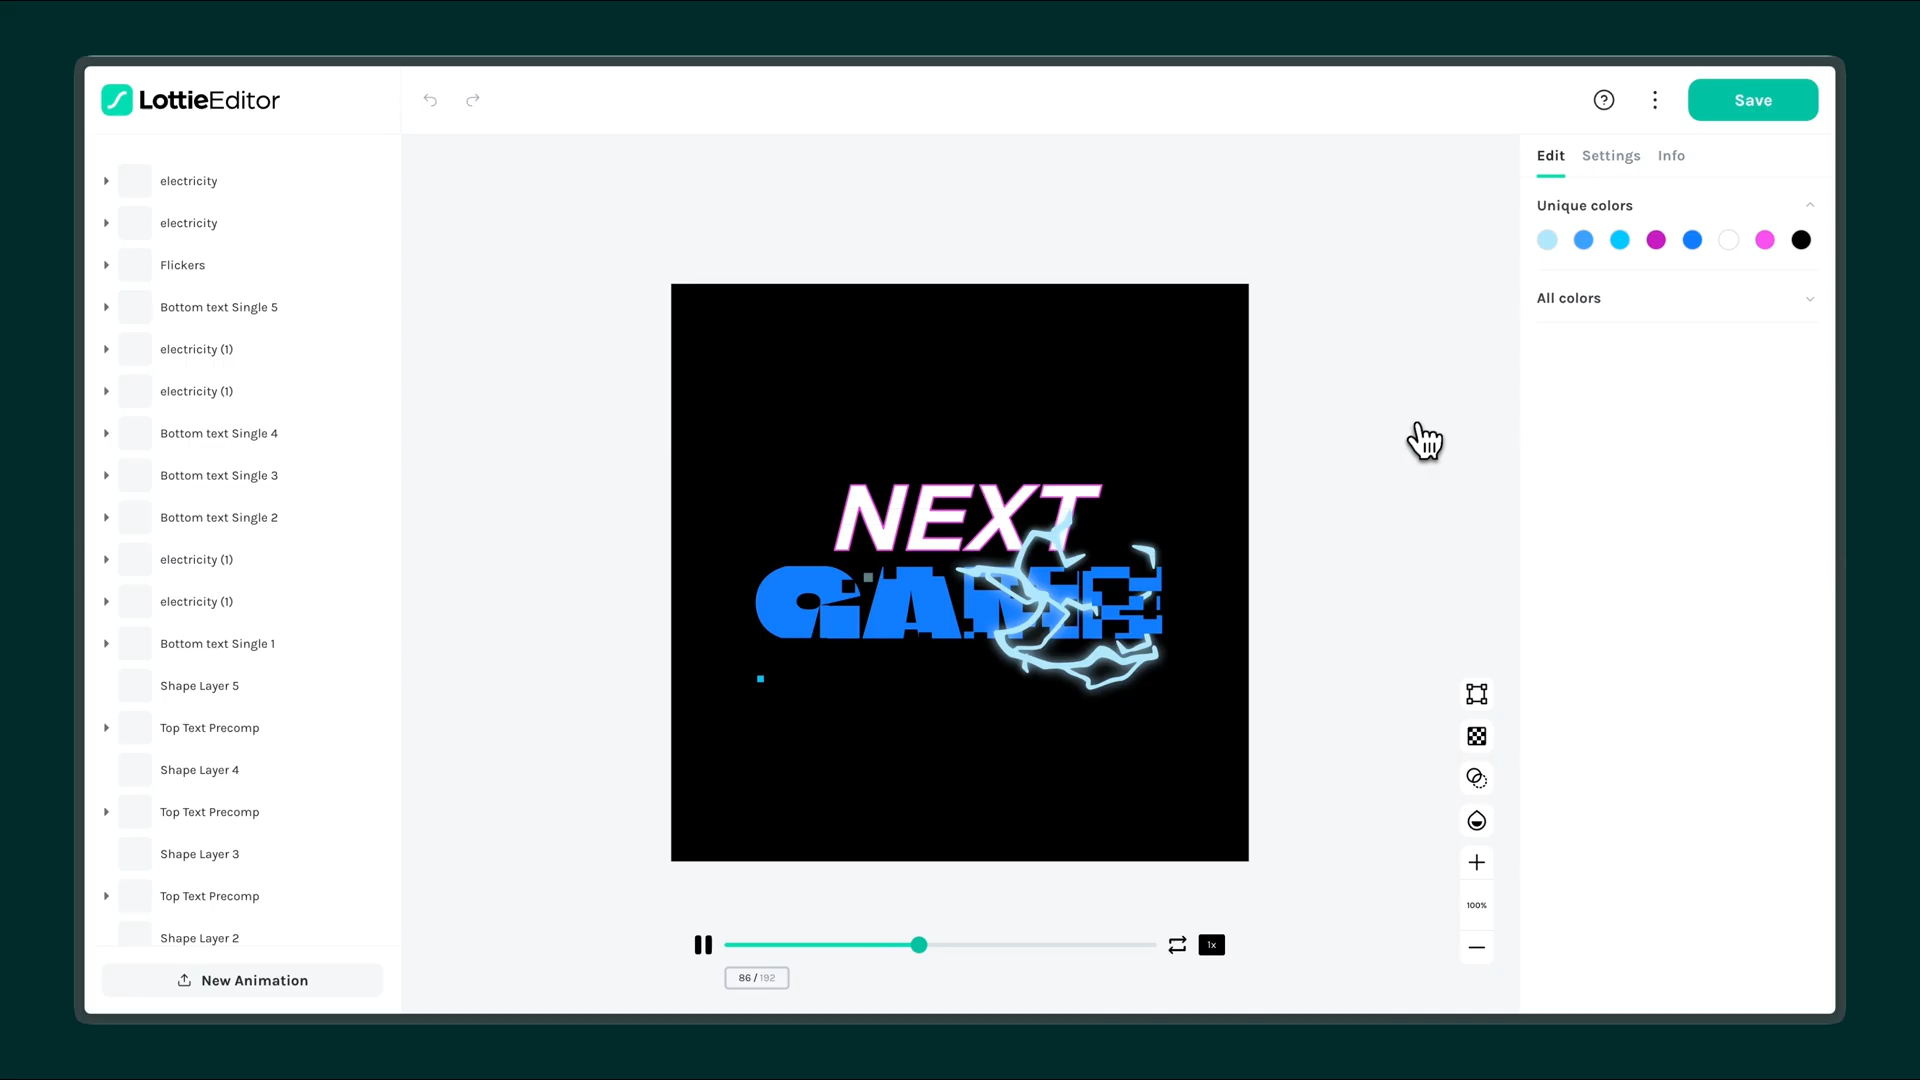 LottieEditor
Save
electricity
electricity
Flickers
Bottom text Single 5
electricity (1)
electricity (1)
Bottom text Single 4
Bottom text Single 3
Bottom text Single 2
electricity (1)
electricity (1)
Bottom text Single 1
Shape Layer 5
Top Text Precomp
Shape Layer 4
Top Text Precomp
Shape Layer 3
Top Text Precomp
Shape Layer 2
New Animation
NEXT
GAME
1x
86 / 192
100%
Edit Settings Info
Unique colors
All colors